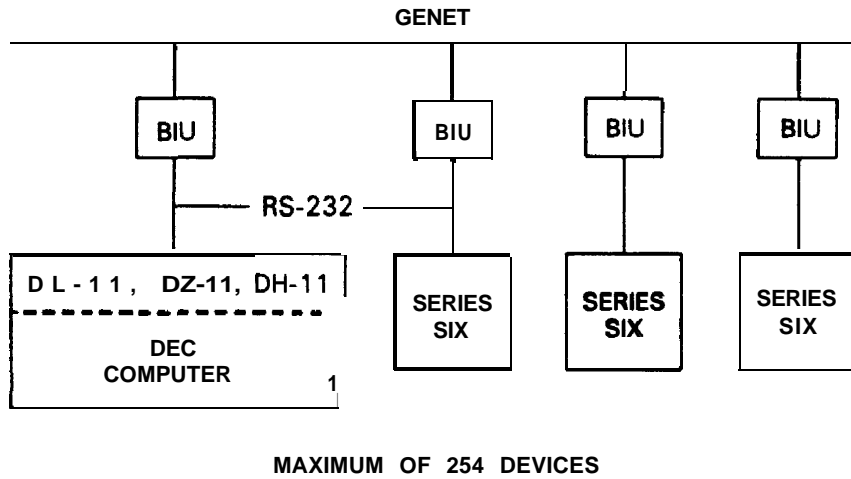 GENET
BIU
BIU
BIU
BIU
RS-232
DL-11, DZ-11, DH-11
DEC
COMPUTER
1
SERIES
SIX
SERIES
SIX
SERIES
SIX
MAXIMUM OF 254 DEVICES